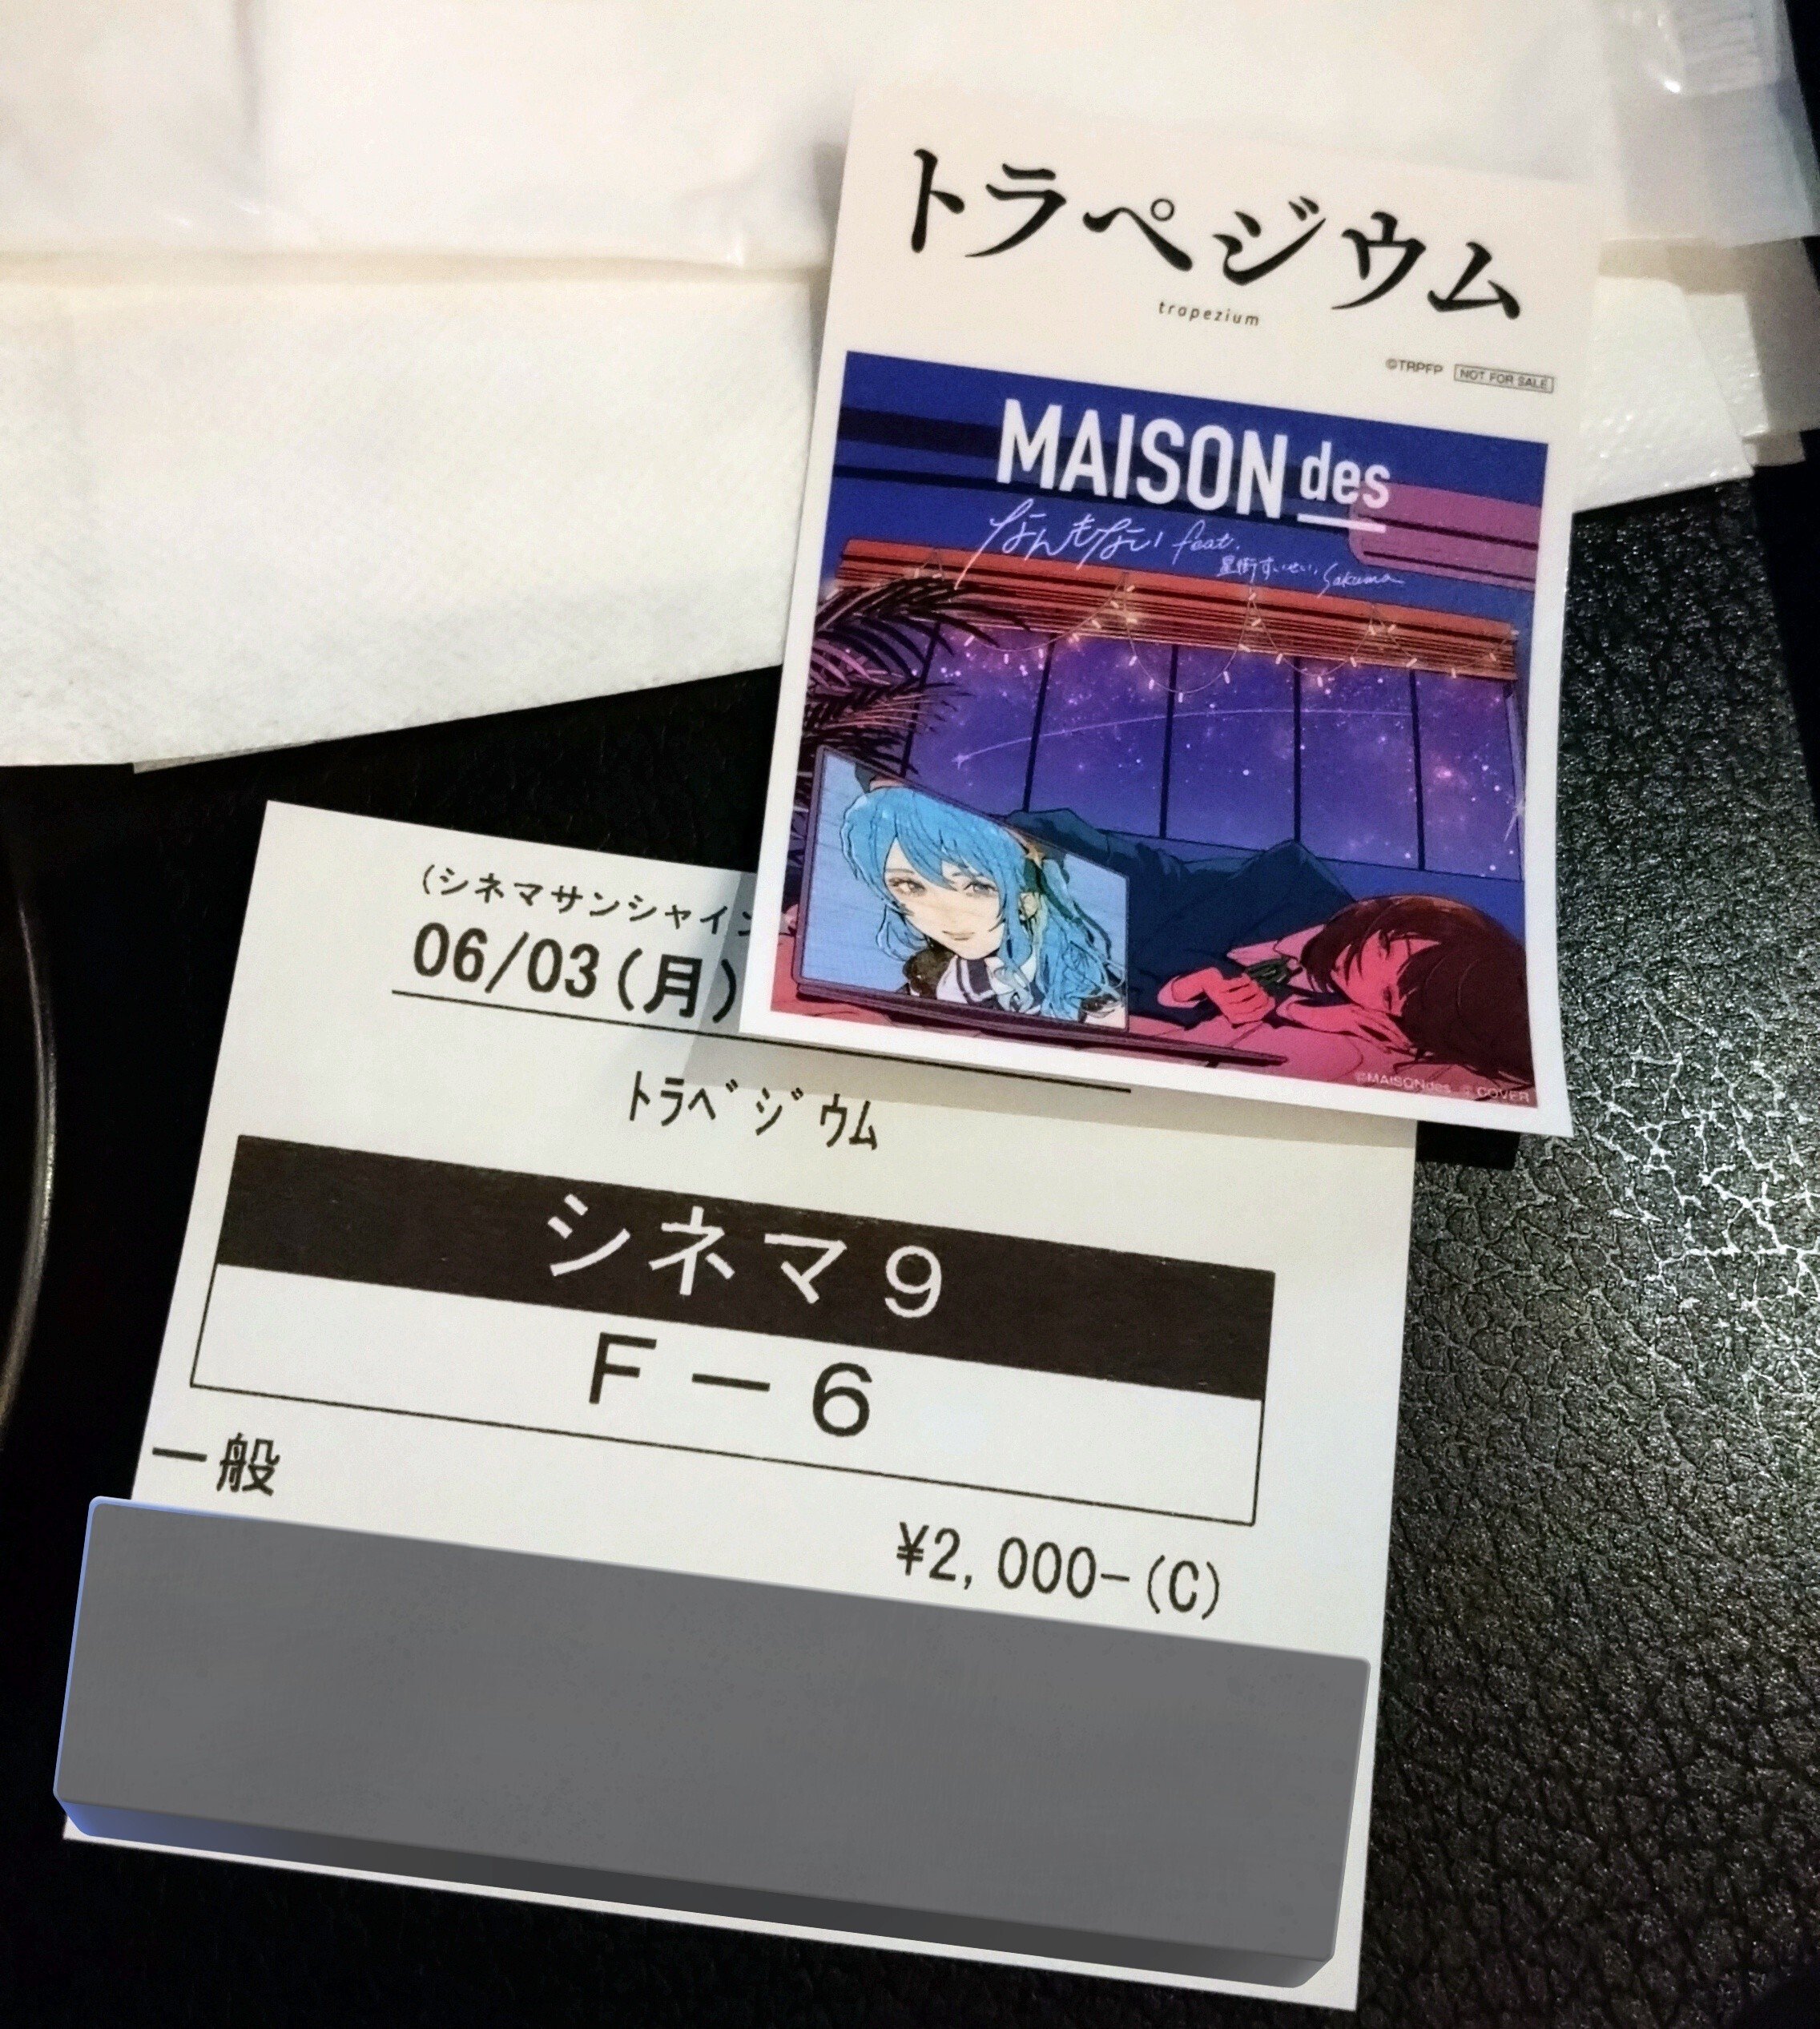 トラペジウム
trapezium
©TRPFP NOT FOR SALE
MAISON des
なんもない feat.
星街すいせい, Sakuma
©MAISONdes © COVER
(シネマサンシャイン
06/03(月)
ﾄﾗﾍﾟｼﾞｳﾑ
シネマ9
F-6
一般
¥2,000-(C)